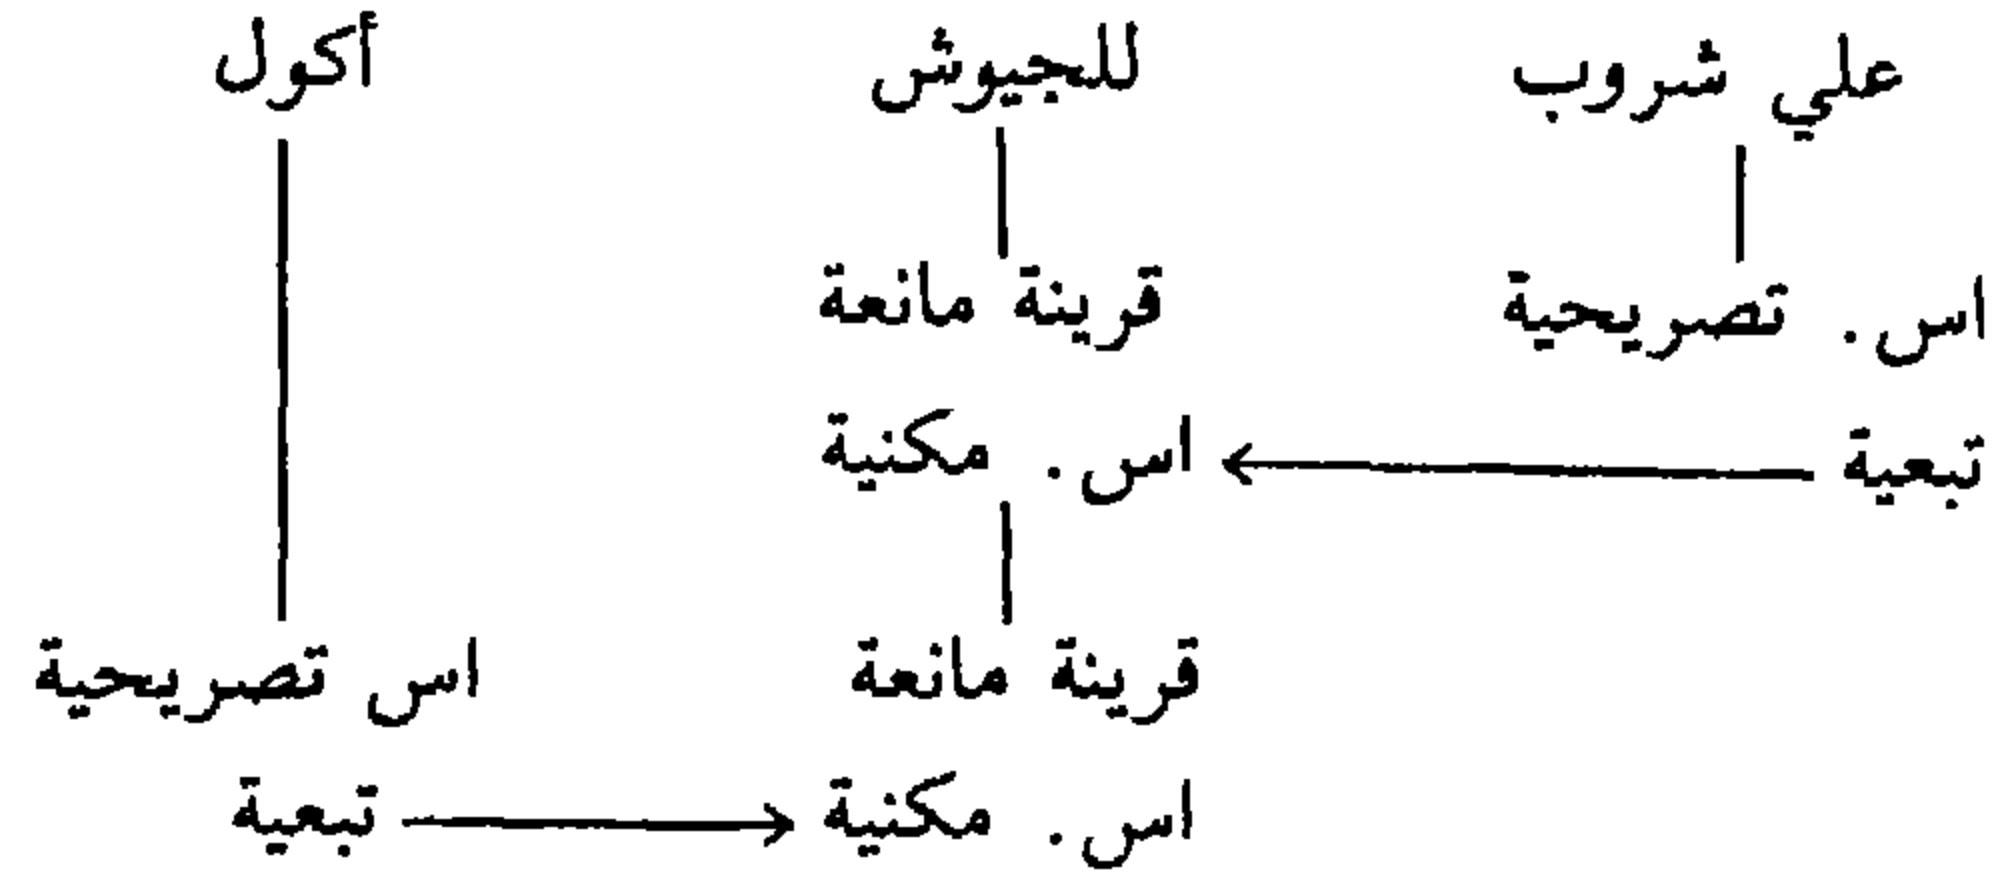 علي شروب للجيوش أكول
اس. تصريحية قرينة مانعة
تبعية اس. مكنية
قرينة مانعة اس تصريحية
اس. مكنية تبعية